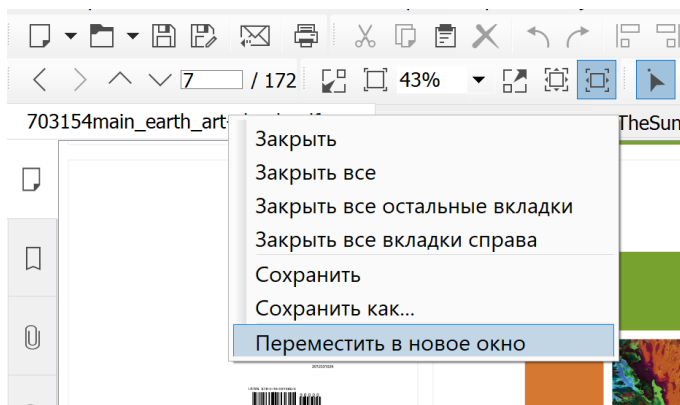 7 / 172 43%
703154main_earth_art-
TheSun
Закрыть
Закрыть все
Закрыть все остальные вкладки
Закрыть все вкладки справа
Сохранить
Сохранить как...
Переместить в новое окно